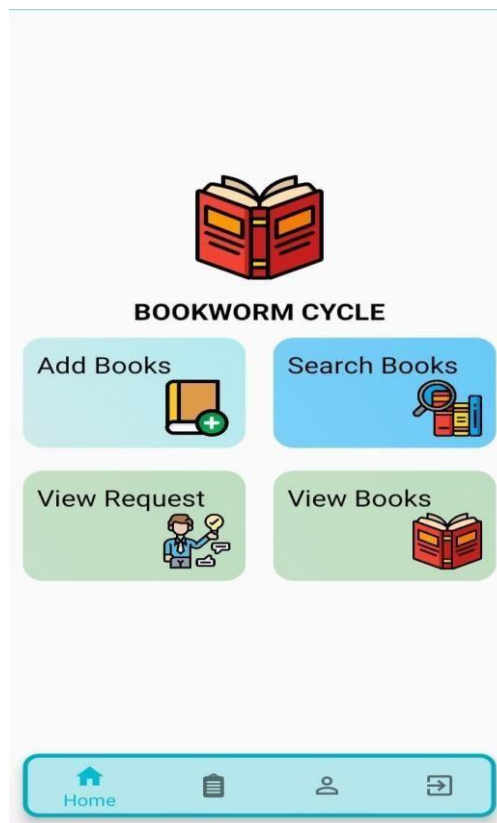 BOOKWORM CYCLE
Add Books
Search Books
View Request
View Books
Home